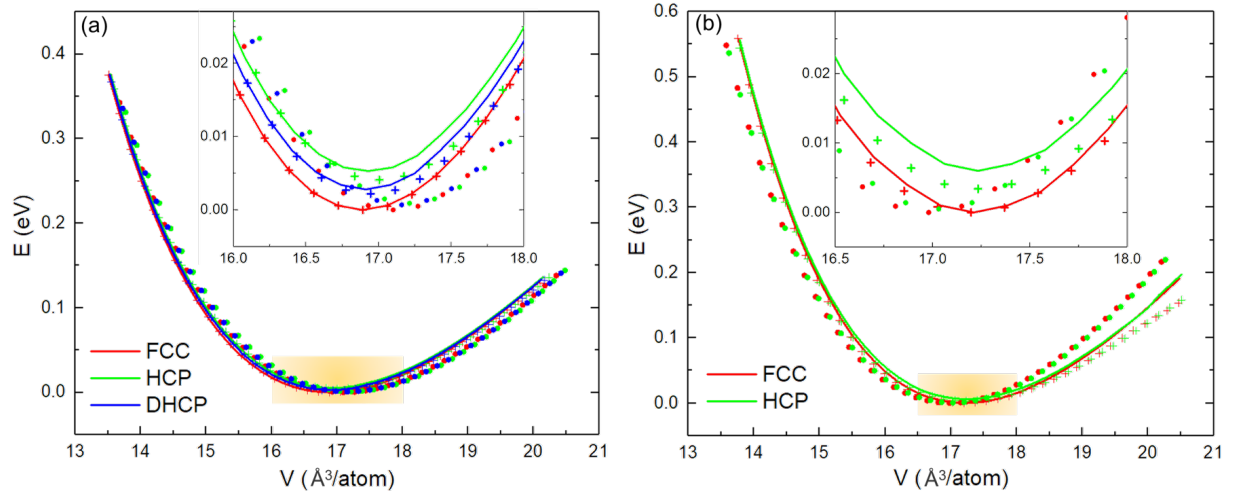 (a)
E (eV)
0.4
0.3
0.2
0.1
0.0
0.02
0.01
0.00
16.0 16.5 17.0 17.5 18.0
FCC
HCP
DHCP
13 14 15 16 17 18 19 20 21
V (Å³/atom)
(b)
E (eV)
0.6
0.5
0.4
0.3
0.2
0.1
0.0
0.02
0.01
0.00
16.5 17.0 17.5 18.0
FCC
HCP
13 14 15 16 17 18 19 20 21
V (Å³/atom)